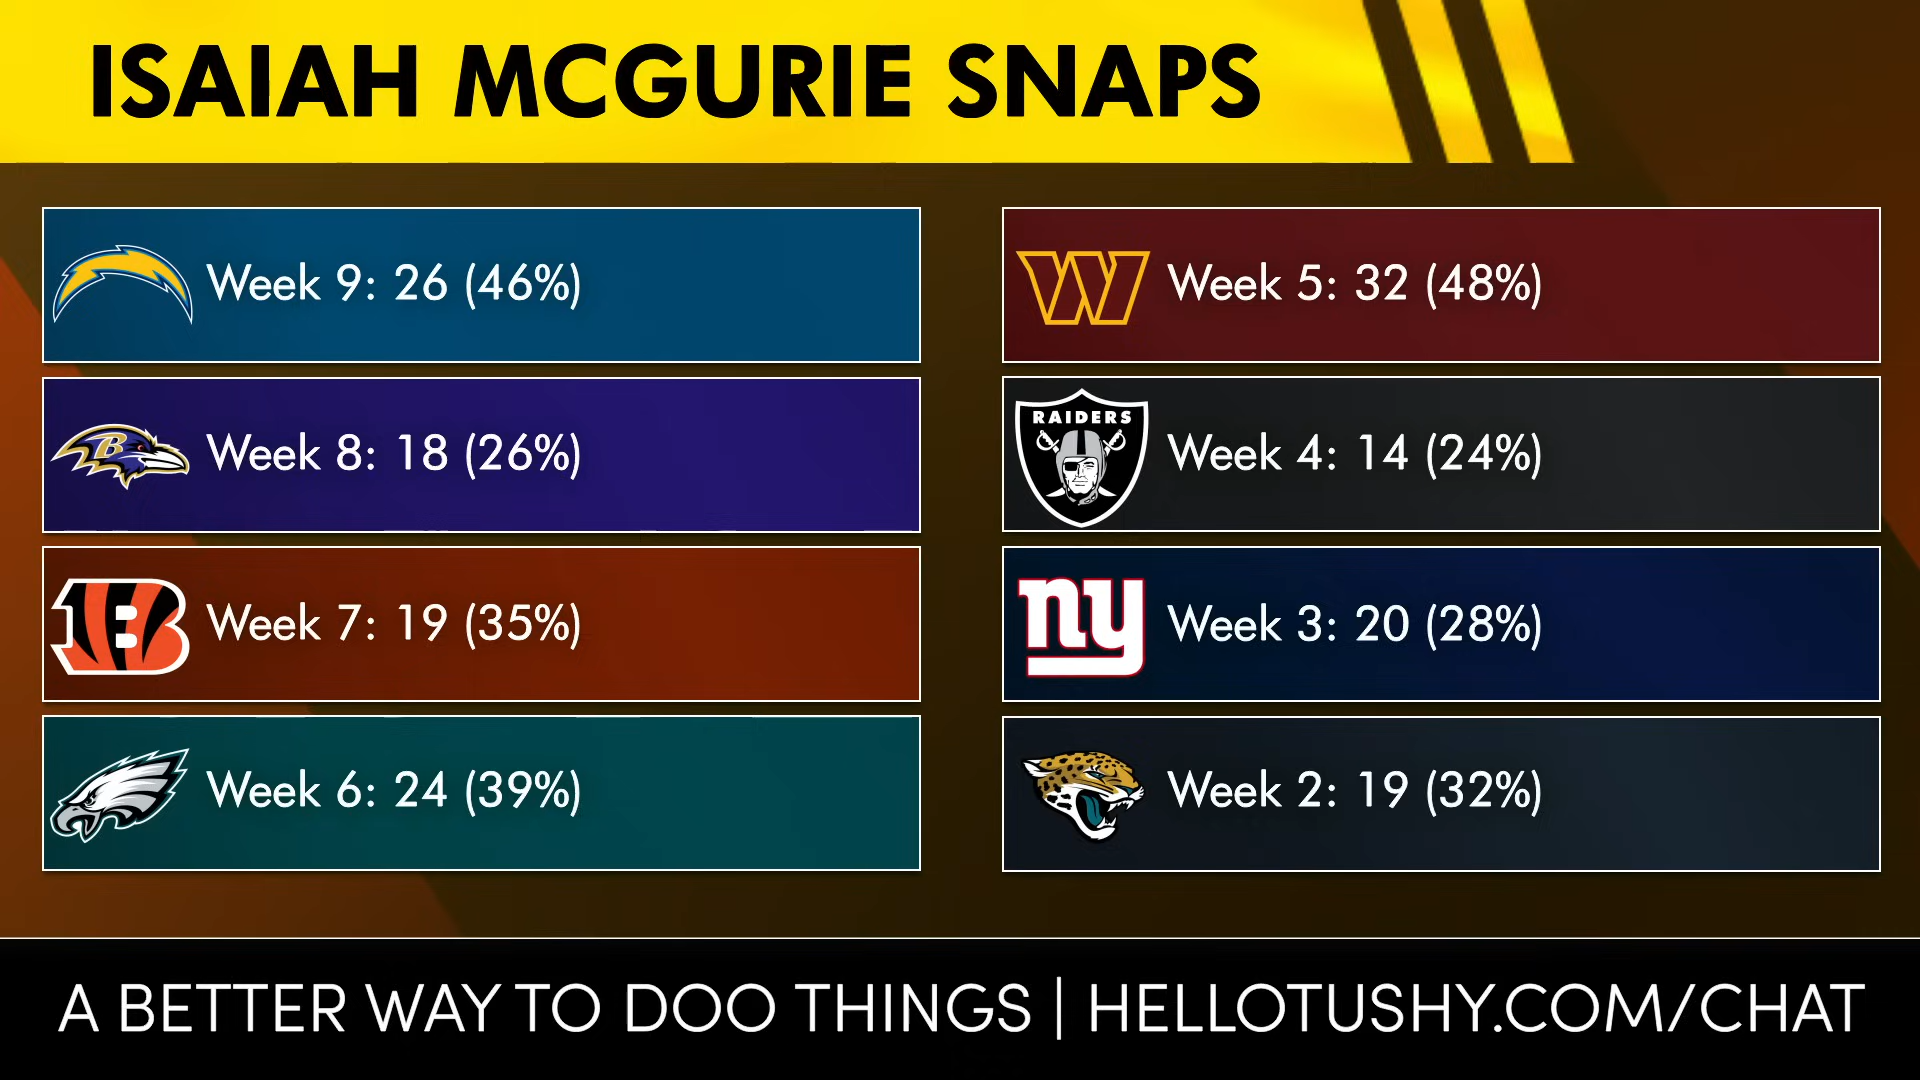 ISAIAH MCGURIE SNAPS
Week 9: 26 (46%)
Week 8: 18 (26%)
Week 7: 19 (35%)
Week 6: 24 (39%)
Week 5: 32 (48%)
RAIDERS
Week 4: 14 (24%)
ny
Week 3: 20 (28%)
Week 2: 19 (32%)
A BETTER WAY TO DOO THINGS | HELLOTUSHY.COM/CHAT